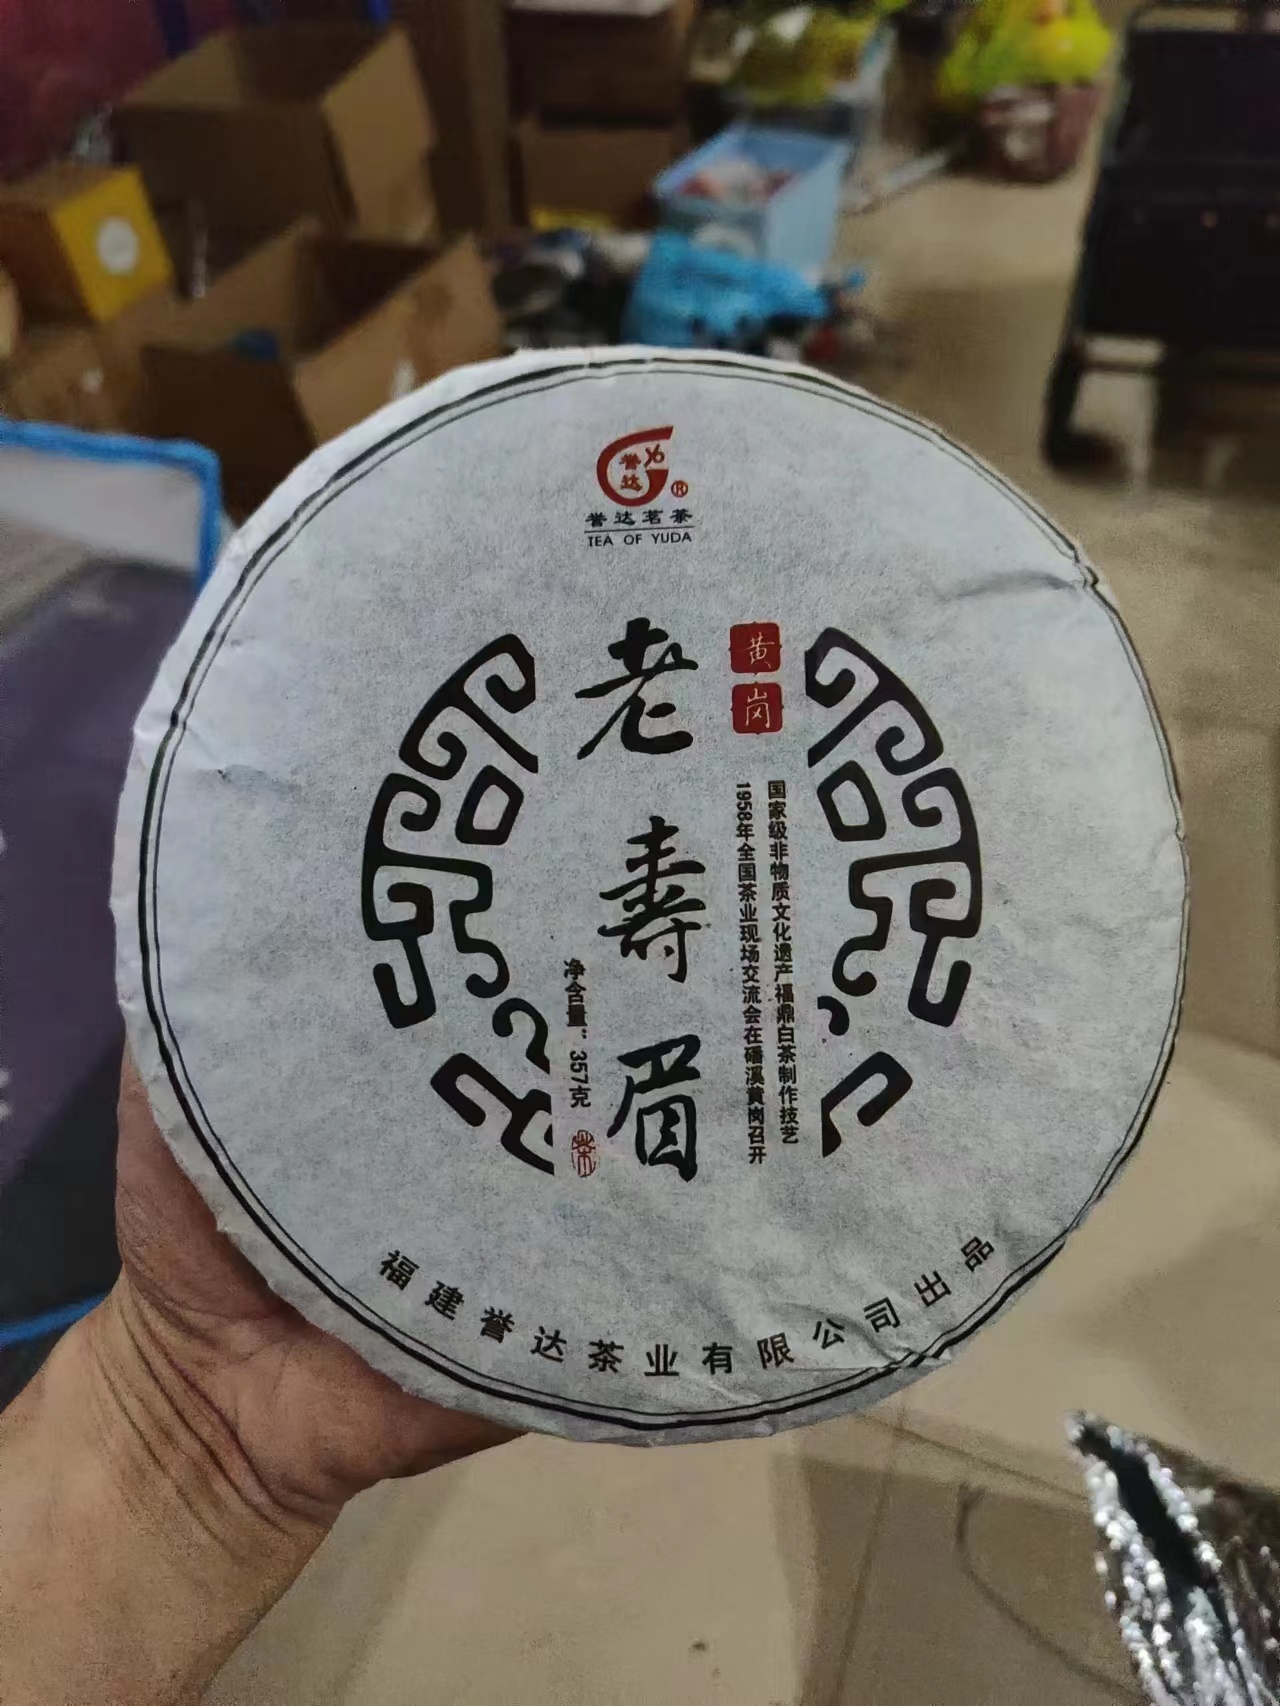 誉达
YD
®
誉达茗茶
TEA OF YUDA
黄岗
老寿眉
国家级非物质文化遗产福鼎白茶制作技艺
1958年全国茶业现场交流会在磻溪黄岗召开
净含量:357克
茶
福建誉达茶业有限公司出品